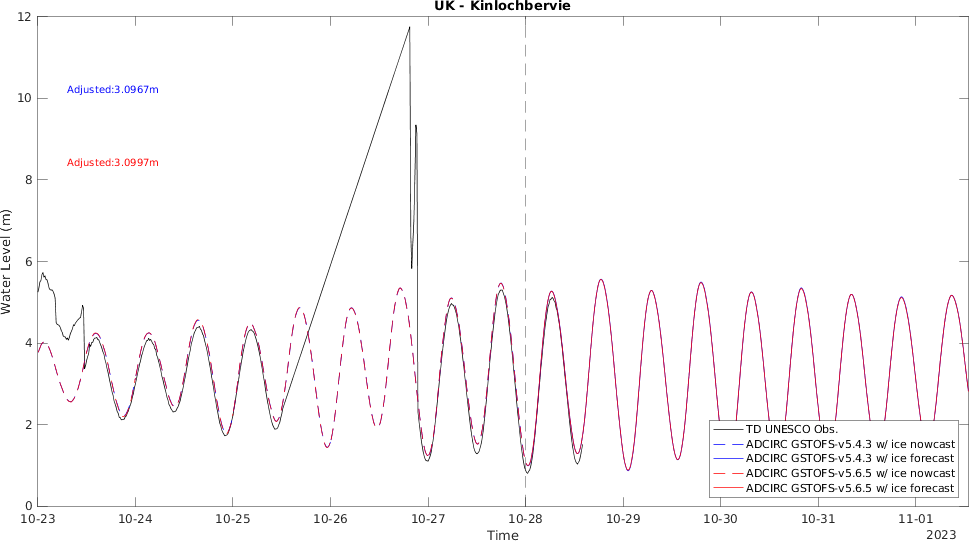 UK - Kinlochbervie
12
10
8
6
4
2
0
Water Level (m)
Adjusted:3.0967m
Adjusted:3.0997m
TD UNESCO Obs.
ADCIRC GSTOFS-v5.4.3 w/ ice nowcast
ADCIRC GSTOFS-v5.4.3 w/ ice forecast
ADCIRC GSTOFS-v5.6.5 w/ ice nowcast
ADCIRC GSTOFS-v5.6.5 w/ ice forecast
10-23 10-24 10-25 10-26 10-27 10-28 10-29 10-30 10-31 11-01
Time
2023